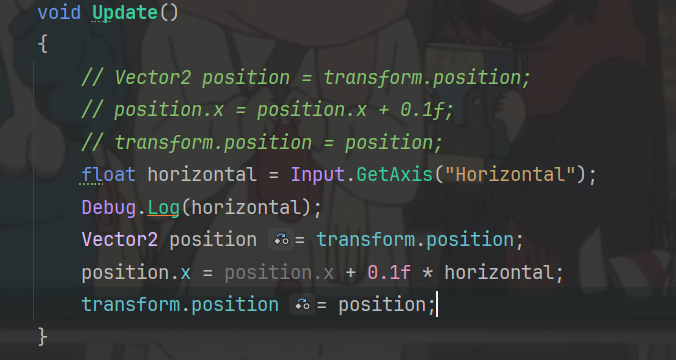 void Update()
{
// Vector2 position = transform.position;
// position.x = position.x + 0.1f;
// transform.position = position;
float horizontal = Input.GetAxis("Horizontal");
Debug.Log(horizontal);
Vector2 position = transform.position;
position.x = position.x + 0.1f * horizontal;
transform.position = position;
}